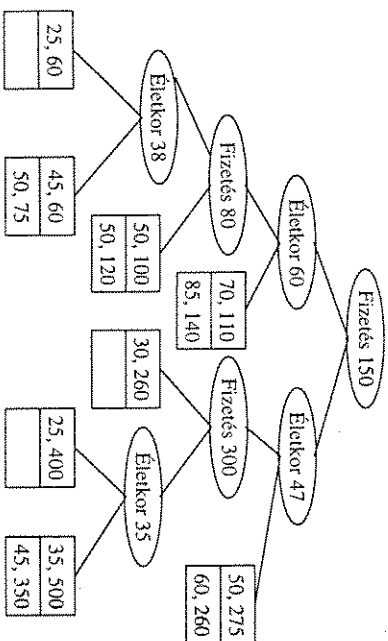 Fizetés 150
Életkor 60
Életkor 47
Fizetés 80
70, 110
85, 140
Fizetés 300
50, 275
60, 260
Életkor 38
50, 100
50, 120
30, 260
Életkor 35
25, 60
45, 60
50, 75
25, 400
35, 500
45, 350